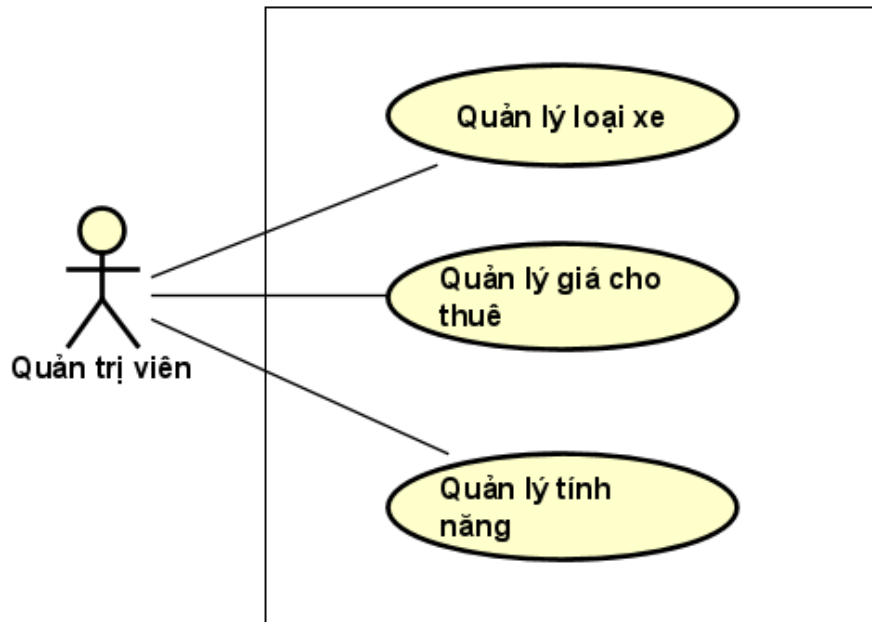 Quản lý loại xe
Quản lý giá cho
thuê
Quản trị viên
Quản lý tính
năng